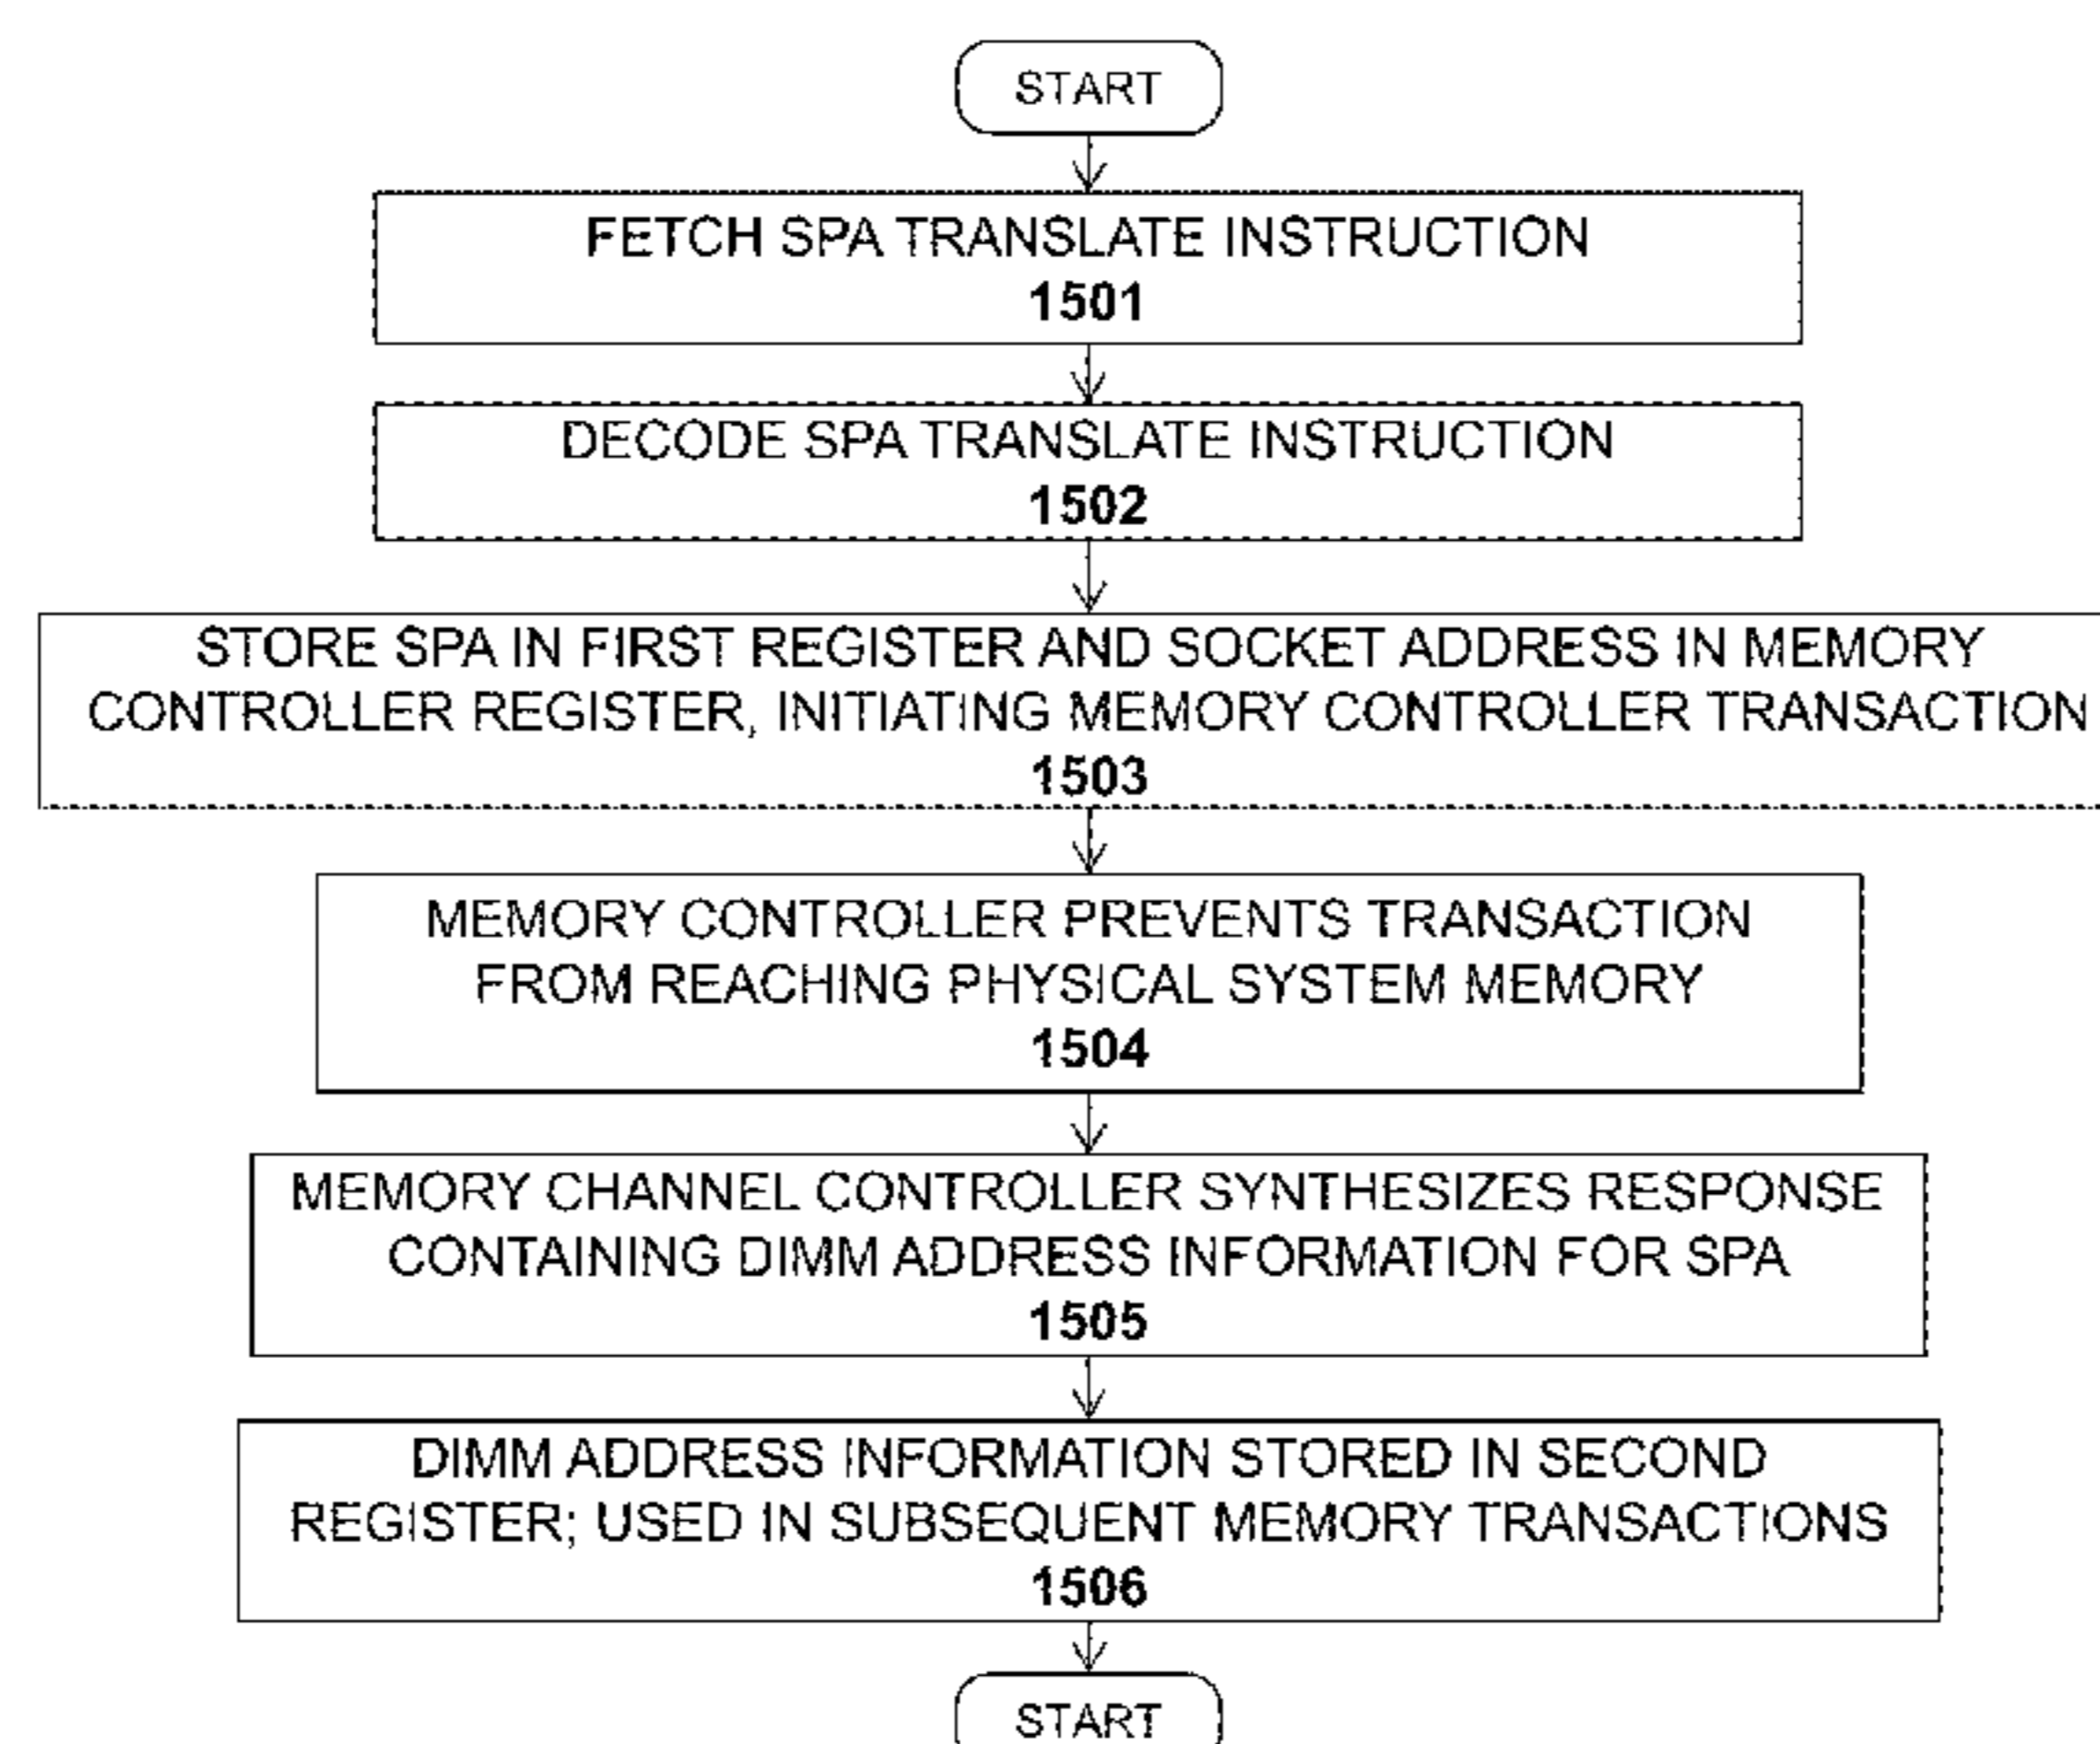 START
FETCH SPA TRANSLATE INSTRUCTION
1501
DECODE SPA TRANSLATE INSTRUCTION
1502
STORE SPA IN FIRST REGISTER AND SOCKET ADDRESS IN MEMORY
CONTROLLER REGISTER, INITIATING MEMORY CONTROLLER TRANSACTION
1503
MEMORY CONTROLLER PREVENTS TRANSACTION
FROM REACHING PHYSICAL SYSTEM MEMORY
1504
MEMORY CHANNEL CONTROLLER SYNTHESIZES RESPONSE
CONTAINING DIMM ADDRESS INFORMATION FOR SPA
1505
DIMM ADDRESS INFORMATION STORED IN SECOND
REGISTER; USED IN SUBSEQUENT MEMORY TRANSACTIONS
1506
START